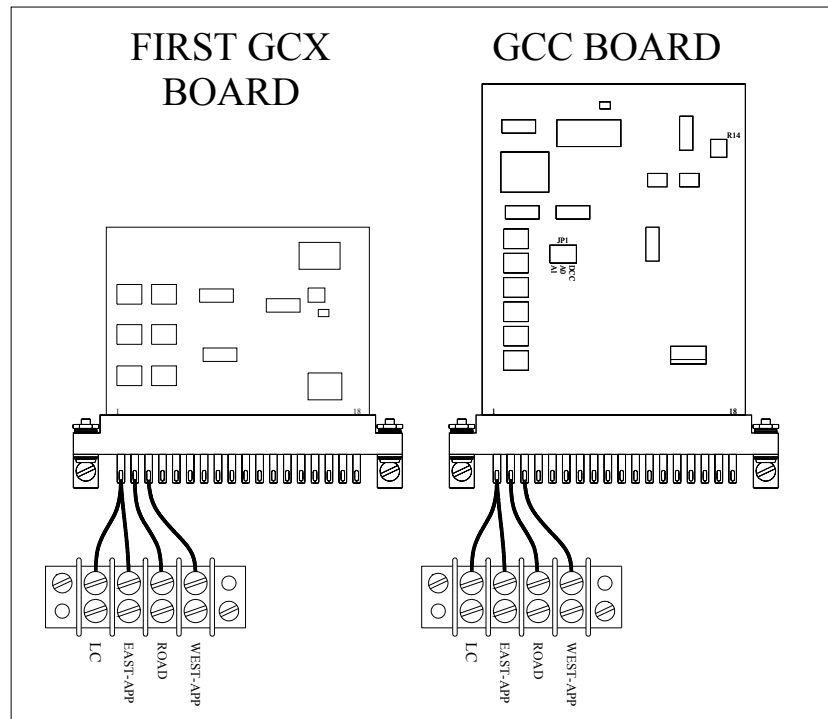 FIRST GCX
BOARD
GCC BOARD
R14
JP1
A1
A0
DCC
1
18
1
18
LC
EAST-APP
ROAD
WEST-APP
LC
EAST-APP
ROAD
WEST-APP